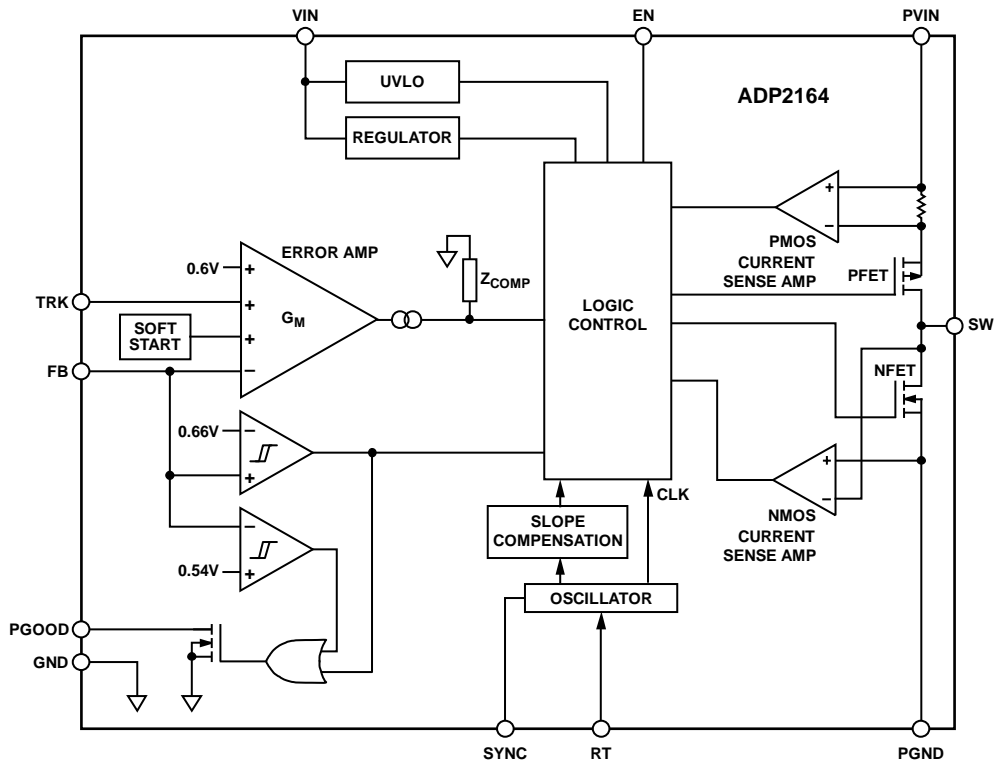 VIN
EN
PVIN
UVLO
ADP2164
REGULATOR
+
−
PMOS
CURRENT
SENSE AMP
ERROR AMP
0.6V
+
ZCOMP
PFET
LOGIC
CONTROL
TRK
+
GM
SOFT
START
+
SW
FB
−
NFET
0.66V
−
+
+
−
CLK
NMOS
CURRENT
SENSE AMP
SLOPE
COMPENSATION
−
0.54V
+
OSCILLATOR
PGOOD
GND
SYNC
RT
PGND